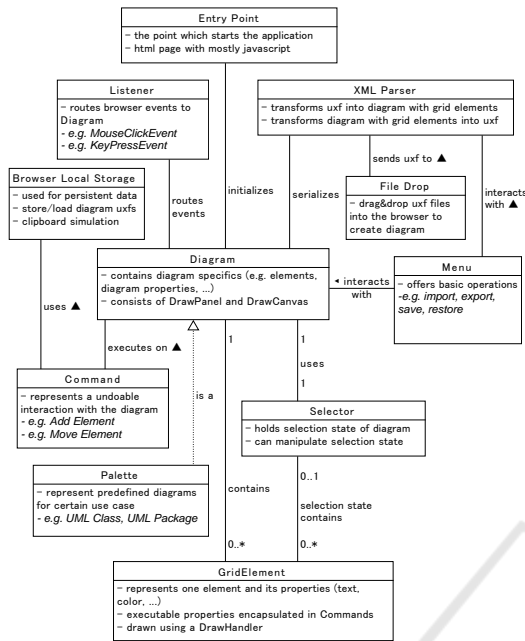 Entry Point
– the point which starts the application
– html page with mostly javascript
Listener
– routes browser events to
Diagram
- e.g. MouseClickEvent
- e.g. KeyPressEvent
XML Parser
– transforms uxf into diagram with grid elements
– transforms diagram with grid elements into uxf
sends uxf to ▲
Browser Local Storage
– used for persistent data
– store/load diagram uxfs
– clipboard simulation
routes
events
initializes
serializes
File Drop
– drag&drop uxf files
into the browser to
create diagram
interacts
with ▲
Diagram
– contains diagram specifics (e.g. elements,
diagram properties, ...)
– consists of DrawPanel and DrawCanvas
◂ interacts
with
Menu
– offers basic operations
-e.g. import, export,
save, restore
uses ▲
executes on ▲
1
1
uses
1
Command
– represents a undoable
interaction with the diagram
- e.g. Add Element
- e.g. Move Element
is a
Selector
– holds selection state of diagram
– can manipulate selection state
Palette
– represent predefined diagrams
for certain use case
- e.g. UML Class, UML Package
contains
0..1
selection state
contains
0..*
0..*
GridElement
– represents one element and its properties (text,
color, ...)
– executable properties encapsulated in Commands
– drawn using a DrawHandler